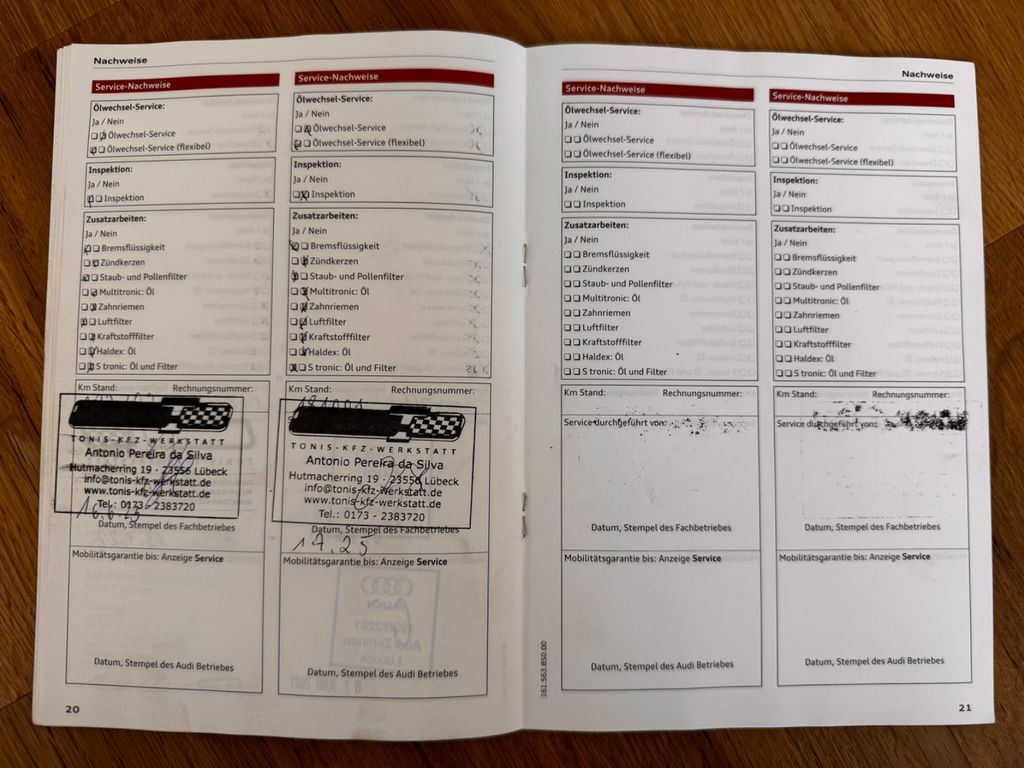 Nachweise
Service-Nachweise
Ölwechsel-Service:
Ja / Nein
Ölwechsel-Service
Ölwechsel-Service (flexibel)
Inspektion:
Ja / Nein
Inspektion
Zusatzarbeiten:
Ja / Nein
Bremsflüssigkeit
Zündkerzen
Staub- und Pollenfilter
Multitronic: Öl
Zahnriemen
Luftfilter
Kraftstofffilter
Haldex: Öl
S tronic: Öl und Filter
Km Stand: Rechnungsnummer:
TONIS-KFZ-WERKSTATT
Antonio Pereira da Silva
Hutmacherring 19 - 23556 Lübeck
info@tonis-kfz-werkstatt.de
www.tonis-kfz-werkstatt.de
Tel.: 0173 - 2383720
16.6.23
Datum, Stempel des Fachbetriebes
Mobilitätsgarantie bis: Anzeige Service
Datum, Stempel des Audi Betriebes
20
Service-Nachweise
Ölwechsel-Service:
Ja / Nein
Ölwechsel-Service
Ölwechsel-Service (flexibel)
Inspektion:
Ja / Nein
Inspektion
Zusatzarbeiten:
Ja / Nein
Bremsflüssigkeit
Zündkerzen
Staub- und Pollenfilter
Multitronic: Öl
Zahnriemen
Luftfilter
Kraftstofffilter
Haldex: Öl
S tronic: Öl und Filter
Km Stand: Rechnungsnummer:
TONIS-KFZ-WERKSTATT
Antonio Pereira da Silva
Hutmacherring 19 - 23556 Lübeck
info@tonis-kfz-werkstatt.de
www.tonis-kfz-werkstatt.de
Tel.: 0173 - 2383720
Datum, Stempel des Fachbetriebes
1.7.25
Mobilitätsgarantie bis: Anzeige Service
Datum, Stempel des Audi Betriebes
Nachweise
Service-Nachweise
Ölwechsel-Service:
Ja / Nein
Ölwechsel-Service
Ölwechsel-Service (flexibel)
Inspektion:
Ja / Nein
Inspektion
Zusatzarbeiten:
Ja / Nein
Bremsflüssigkeit
Zündkerzen
Staub- und Pollenfilter
Multitronic: Öl
Zahnriemen
Luftfilter
Kraftstofffilter
Haldex: Öl
S tronic: Öl und Filter
Km Stand: Rechnungsnummer:
Service durchgeführt von:
Datum, Stempel des Fachbetriebes
Mobilitätsgarantie bis: Anzeige Service
Datum, Stempel des Audi Betriebes
161.563.850.00
Service-Nachweise
Ölwechsel-Service:
Ja / Nein
Ölwechsel-Service
Ölwechsel-Service (flexibel)
Inspektion:
Ja / Nein
Inspektion
Zusatzarbeiten:
Ja / Nein
Bremsflüssigkeit
Zündkerzen
Staub- und Pollenfilter
Multitronic: Öl
Zahnriemen
Luftfilter
Kraftstofffilter
Haldex: Öl
S tronic: Öl und Filter
Km Stand: Rechnungsnummer:
Service durchgeführt von:
Datum, Stempel des Fachbetriebes
Mobilitätsgarantie bis: Anzeige Service
Datum, Stempel des Audi Betriebes
21